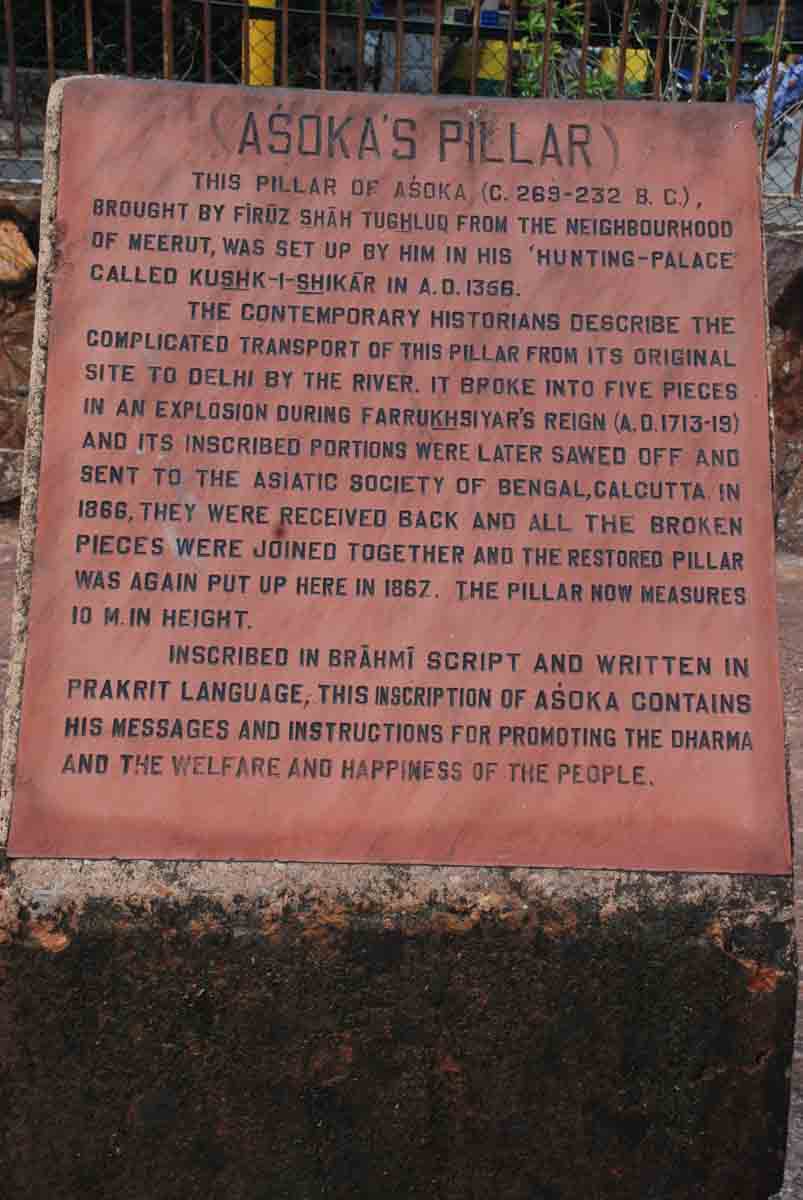 (AŚOKA'S PILLAR)
THIS PILLAR OF AŚOKA (C. 269-232 B. C.),
BROUGHT BY FĪRŪZ SHĀH TUGHLUQ FROM THE NEIGHBOURHOOD
OF MEERUT, WAS SET UP BY HIM IN HIS 'HUNTING-PALACE'
CALLED KUSHK-I-SHIKĀR IN A.D. 1356.
THE CONTEMPORARY HISTORIANS DESCRIBE THE
COMPLICATED TRANSPORT OF THIS PILLAR FROM ITS ORIGINAL
SITE TO DELHI BY THE RIVER. IT BROKE INTO FIVE PIECES
IN AN EXPLOSION DURING FARRUKHSIYAR'S REIGN (A.D. 1713-19)
AND ITS INSCRIBED PORTIONS WERE LATER SAWED OFF AND
SENT TO THE ASIATIC SOCIETY OF BENGAL, CALCUTTA. IN
1866, THEY WERE RECEIVED BACK AND ALL THE BROKEN
PIECES WERE JOINED TOGETHER AND THE RESTORED PILLAR
WAS AGAIN PUT UP HERE IN 1867. THE PILLAR NOW MEASURES
10 M. IN HEIGHT.
INSCRIBED IN BRĀHMĪ SCRIPT AND WRITTEN IN
PRAKRIT LANGUAGE, THIS INSCRIPTION OF AŚOKA CONTAINS
HIS MESSAGES AND INSTRUCTIONS FOR PROMOTING THE DHARMA
AND THE WELFARE AND HAPPINESS OF THE PEOPLE.